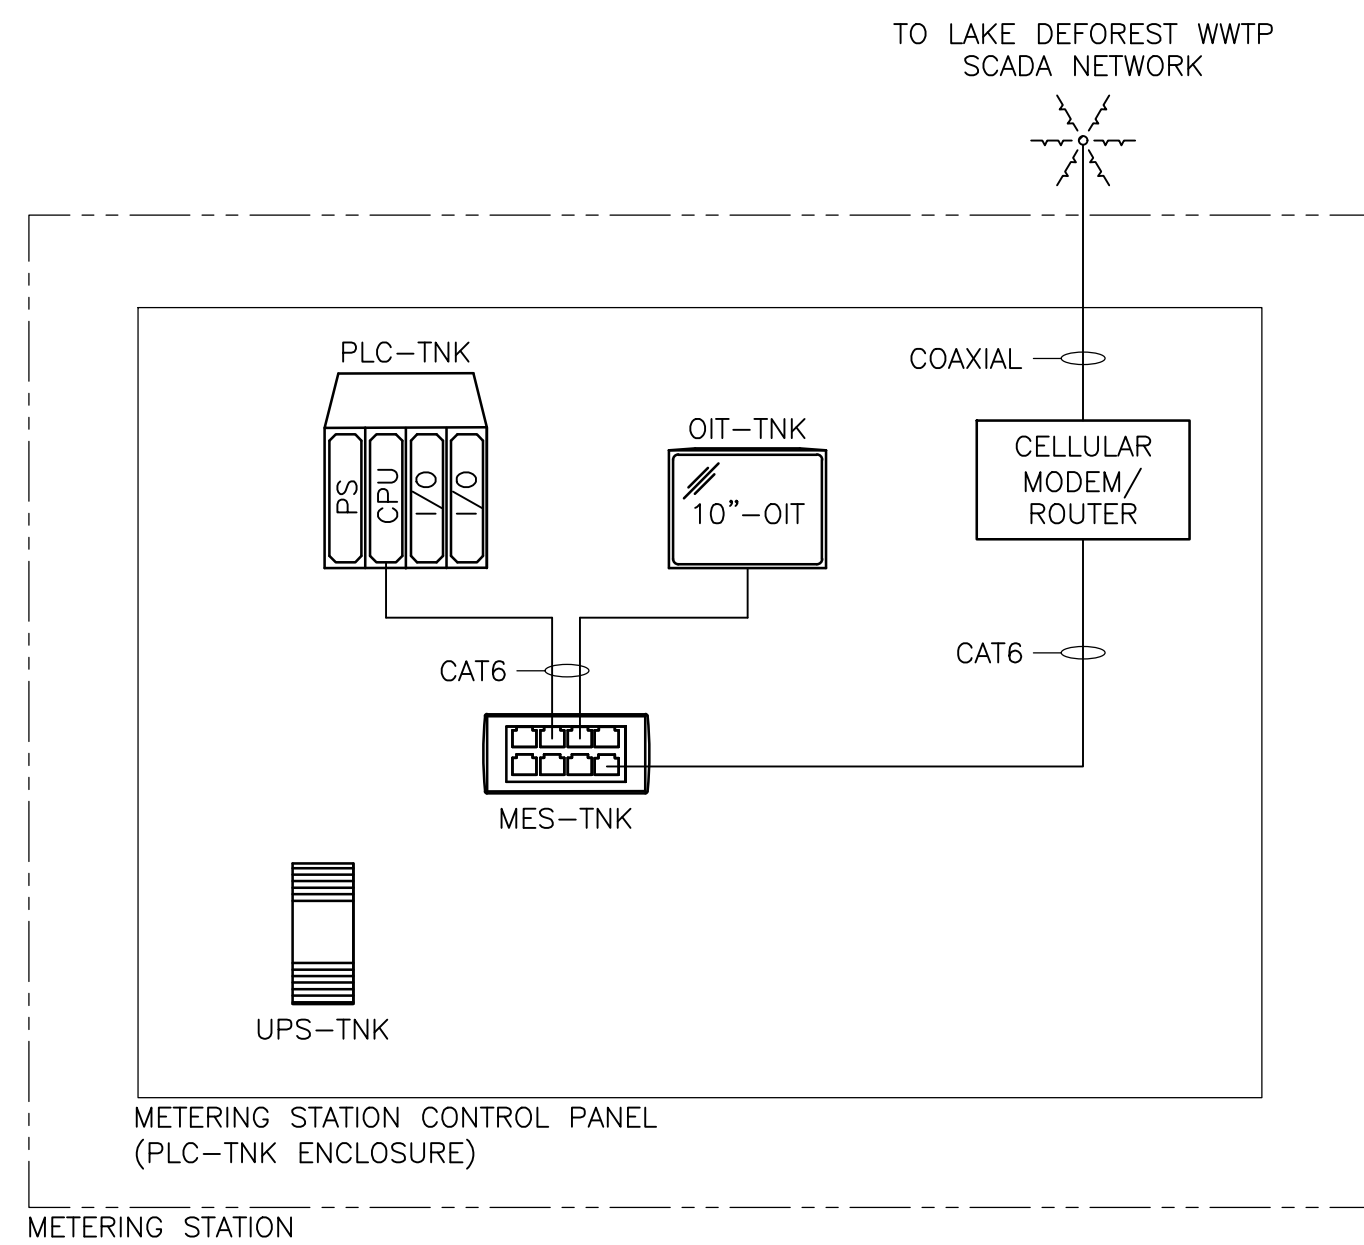 TO LAKE DEFOREST WWTP
SCADA NETWORK
COAXIAL
PLC-TNK
PS
CPU
I/O
I/O
OIT-TNK
10”-OIT
CELLULAR
MODEM/
ROUTER
CAT6
CAT6
MES-TNK
UPS-TNK
METERING STATION CONTROL PANEL
(PLC-TNK ENCLOSURE)
METERING STATION